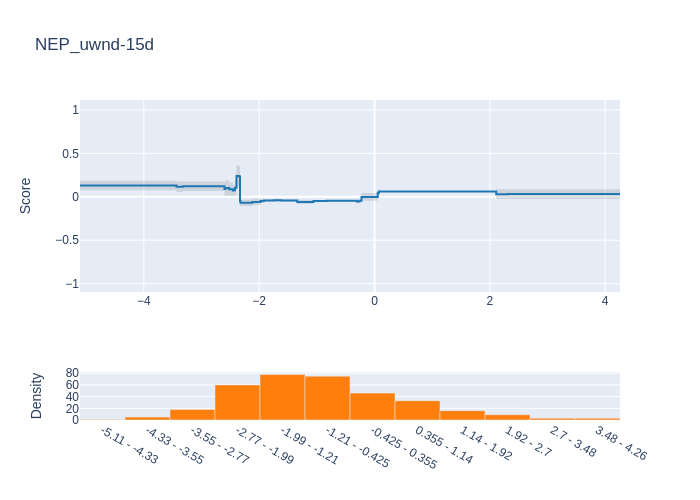 NEP_uwnd-15d
Score
1
0.5
0
−0.5
−1
−4
−2
0
2
4
Density
80
60
40
20
0
-5.11 - -4.33
-4.33 - -3.55
-3.55 - -2.77
-2.77 - -1.99
-1.99 - -1.21
-1.21 - -0.425
-0.425 - 0.355
0.355 - 1.14
1.14 - 1.92
1.92 - 2.7
2.7 - 3.48
3.48 - 4.26